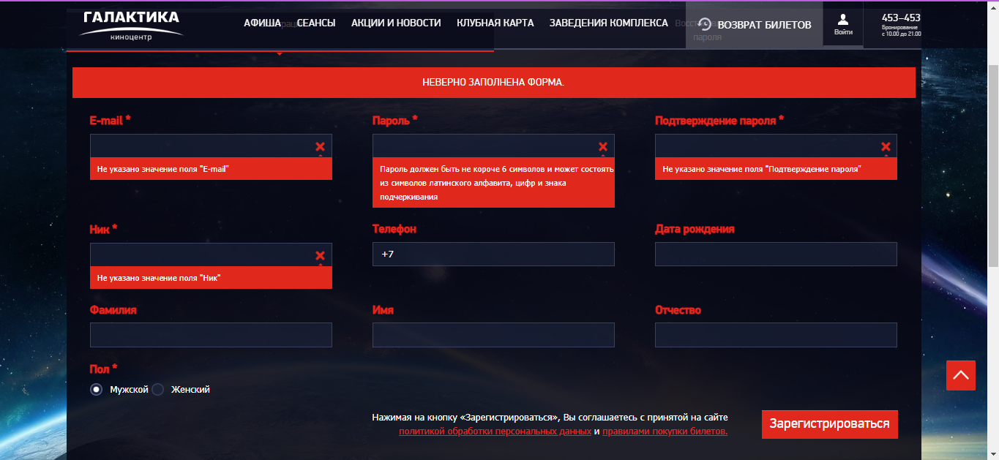 ГАЛАКТИКА
киноцентр
АФИША СЕАНСЫ АКЦИИ И НОВОСТИ КЛУБНАЯ КАРТА ЗАВЕДЕНИЯ КОМПЛЕКСА
ВОЗВРАТ БИЛЕТОВ
пароля
Войти
453–453
Бронирование
с 10.00 до 21.00
НЕВЕРНО ЗАПОЛНЕНА ФОРМА.
E-mail * Пароль * Подтверждение пароля *
Не указано значение поля "E-mail"
Пароль должен быть не короче 6 символов и может состоять
из символов латинского алфавита, цифр и знака
подчеркивания
Не указано значение поля "Подтверждение пароля"
Ник * Телефон Дата рождения
+7
Не указано значение поля "Ник"
Фамилия Имя Отчество
Пол *
Мужской Женский
Нажимая на кнопку «Зарегистрироваться», Вы соглашаетесь с принятой на сайте
политикой обработки персональных данных и правилами покупки билетов.
Зарегистрироваться